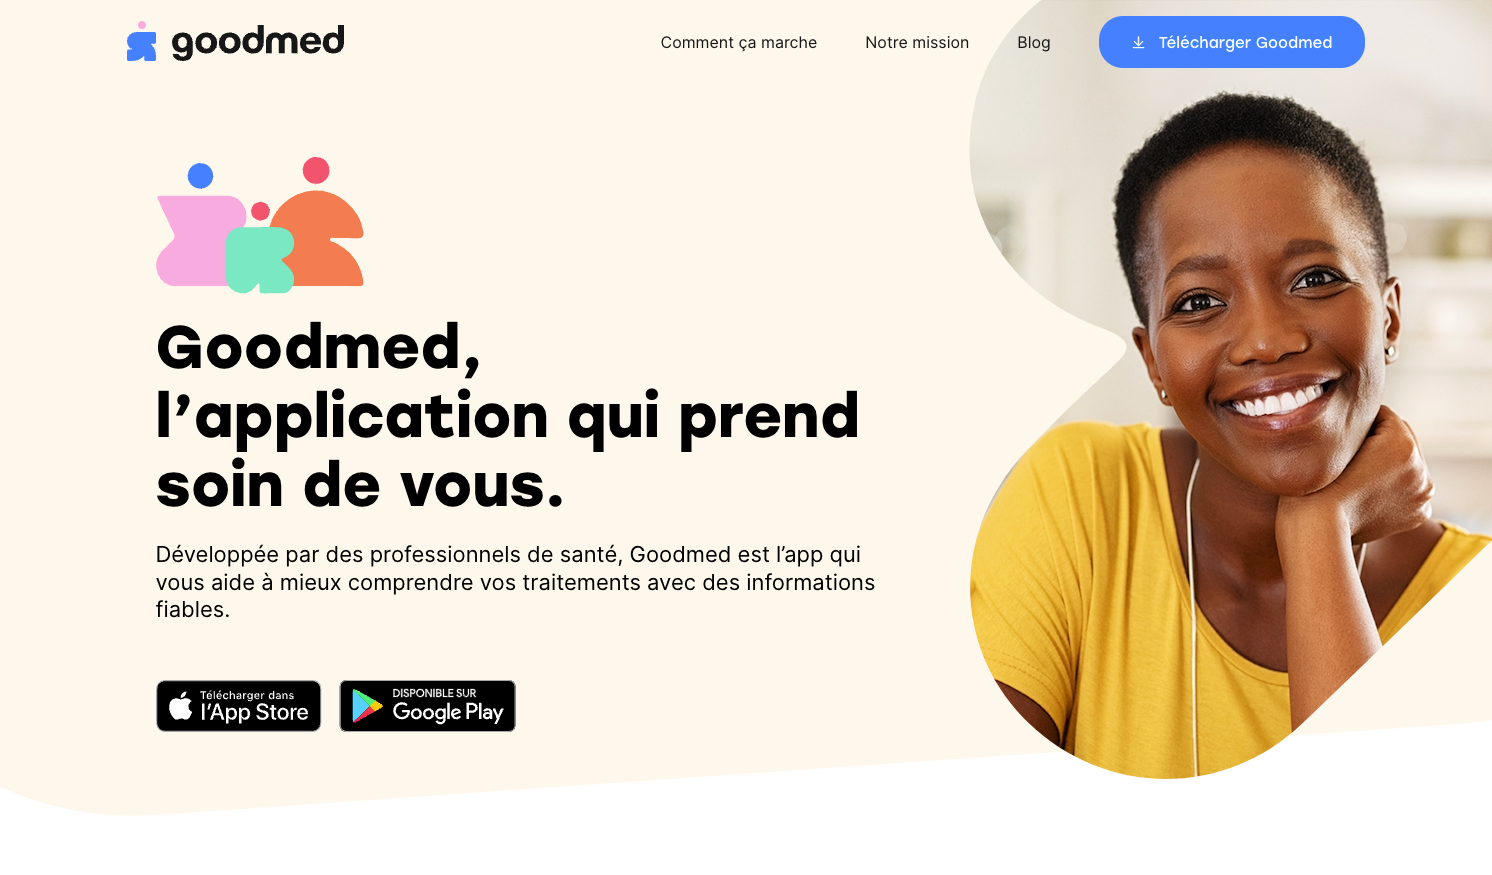 goodmed
Comment ça marche
Notre mission
Blog
Télécharger Goodmed
Goodmed,
l’application qui prend
soin de vous.
Développée par des professionnels de santé, Goodmed est l’app qui
vous aide à mieux comprendre vos traitements avec des informations
fiables.
Télécharger dans
l’App Store
DISPONIBLE SUR
Google Play